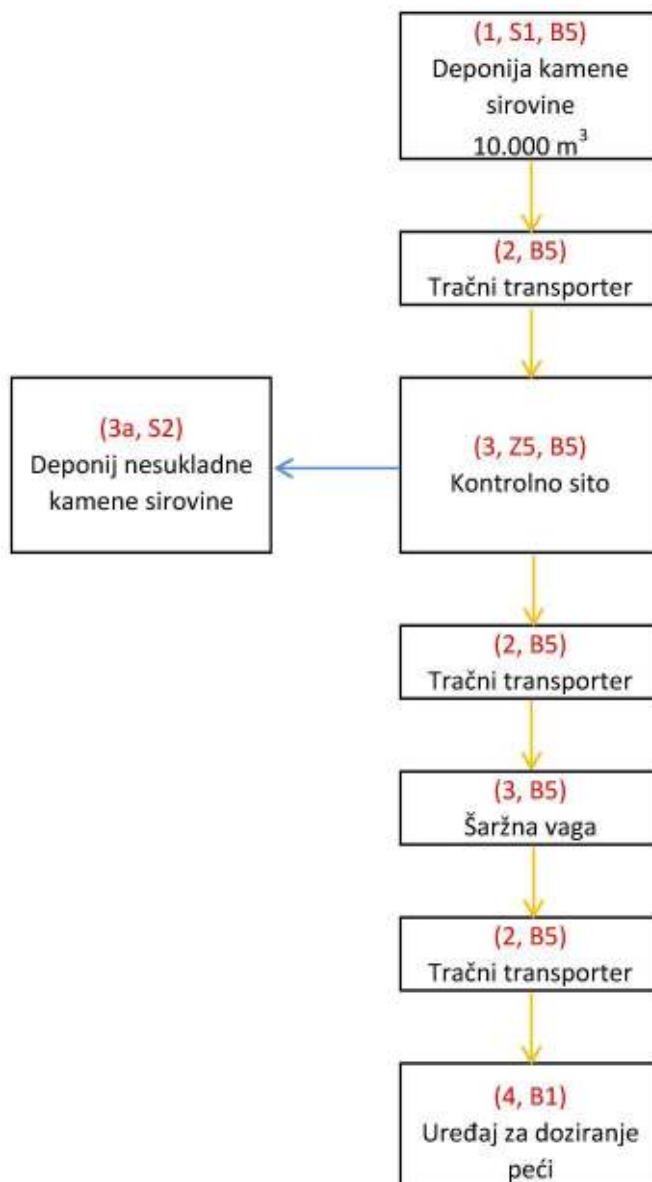 (1, S1, B5)
Deponija kamene
sirovine
10.000 m³
(2, B5)
Tračni transporter
(3a, S2)
Deponij nesukladne
kamene sirovine
(3, Z5, B5)
Kontrolno sito
(2, B5)
Tračni transporter
(3, B5)
Šaržna vaga
(2, B5)
Tračni transporter
(4, B1)
Uređaj za doziranje
peći